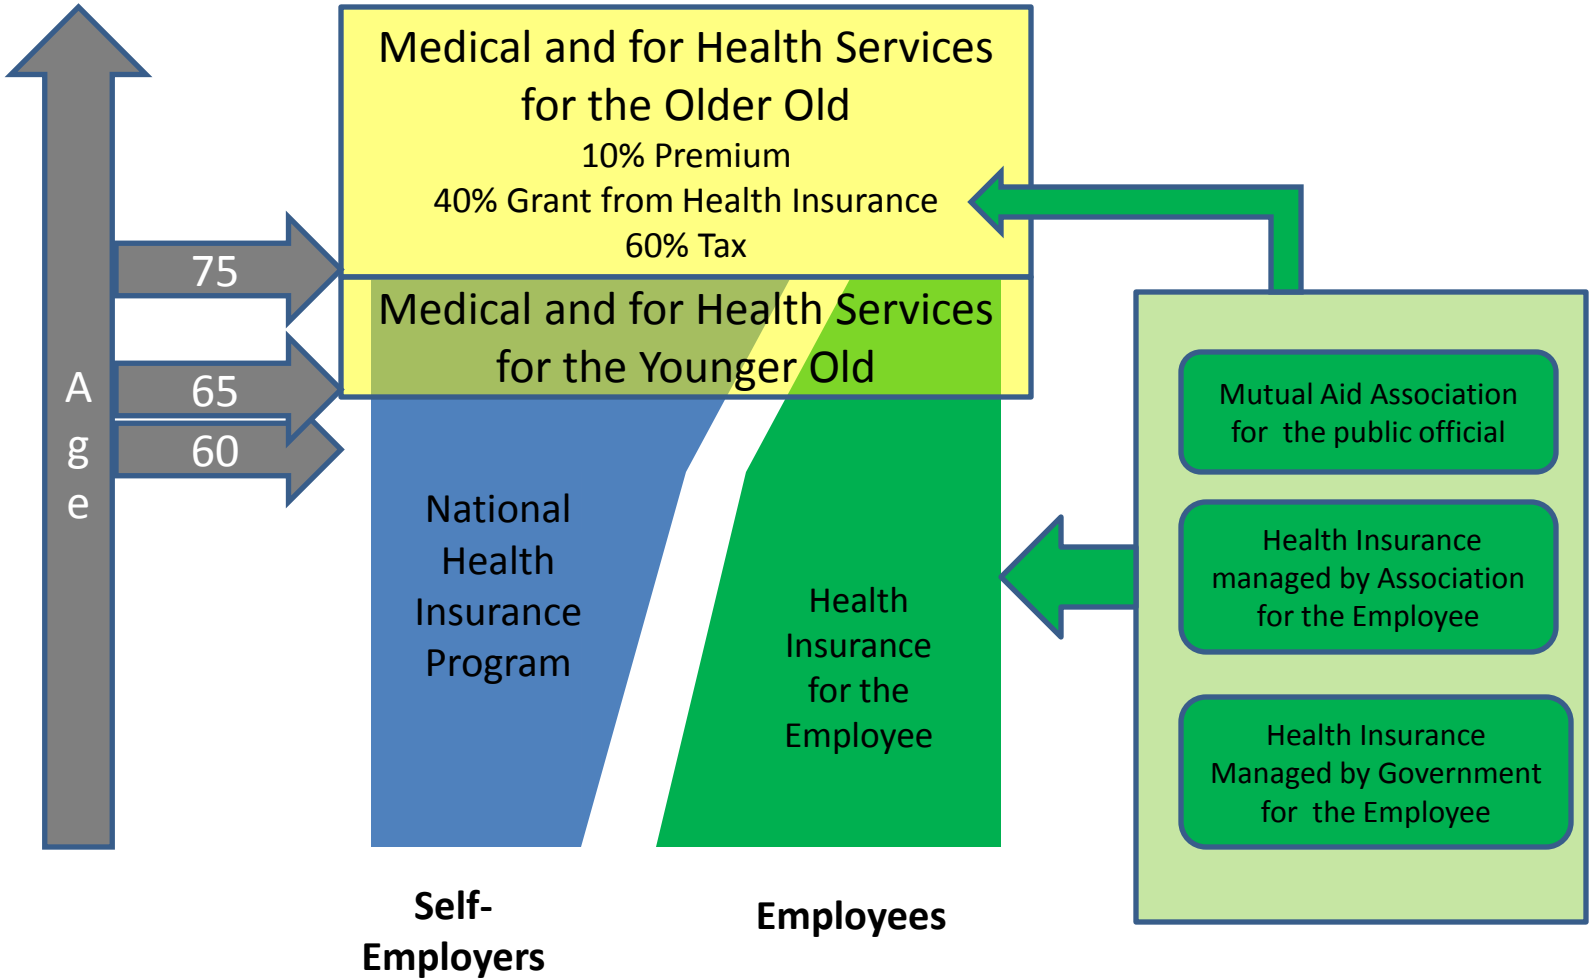 Medical and for Health Services
for the Older Old
10% Premium
40% Grant from Health Insurance
60% Tax
75
Medical and for Health Services
for the Younger Old
65
60
A
g
e
National
Health
Insurance
Program
Health
Insurance
for the
Employee
Mutual Aid Association
for the public official
Health Insurance
managed by Association
for the Employee
Health Insurance
Managed by Government
for the Employee
Self-
Employers
Employees